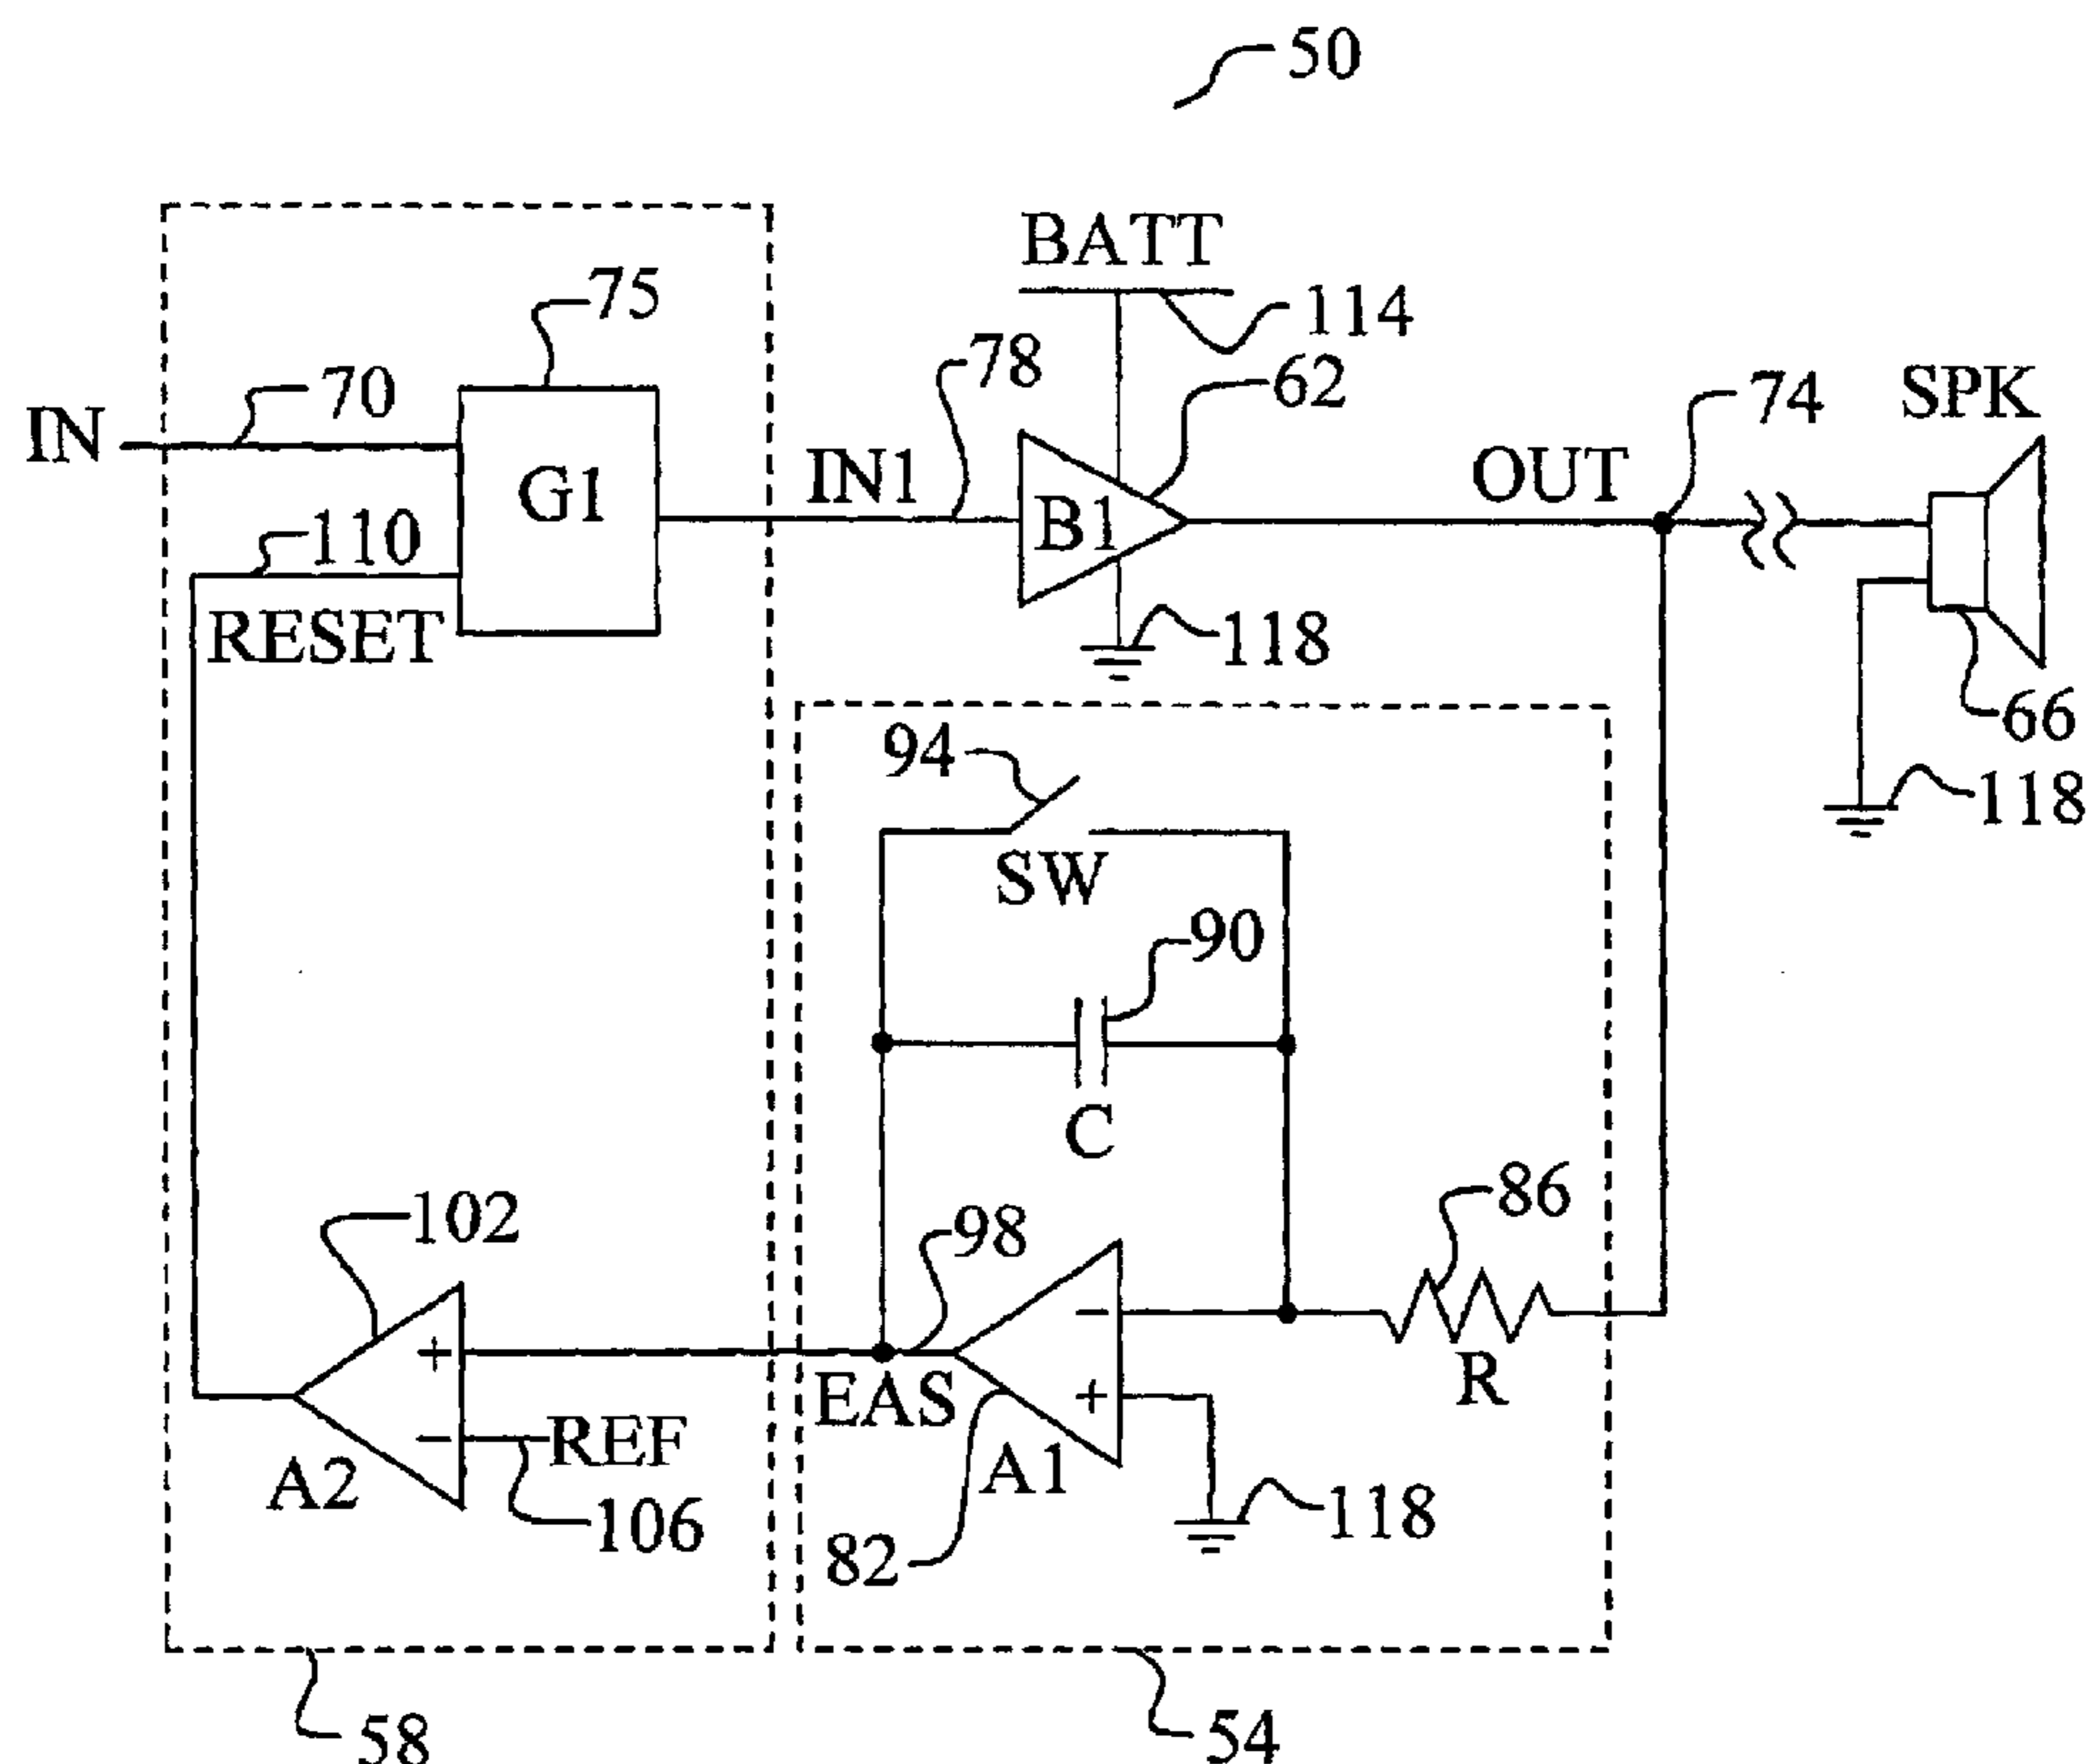 50
BATT
75
114
78
62
SPK
70
74
IN
G1
IN1
B1
OUT
110
RESET
118
66
94
118
SW
90
C
86
102
98
−
+
R
EAS
+
−
REF
A1
A2
106
118
82
58
54